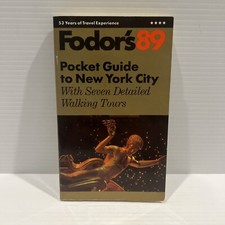 53 Years of Travel Experience ★★★★
Fodor's89
Pocket Guide
to New York City
With Seven Detailed
Walking Tours